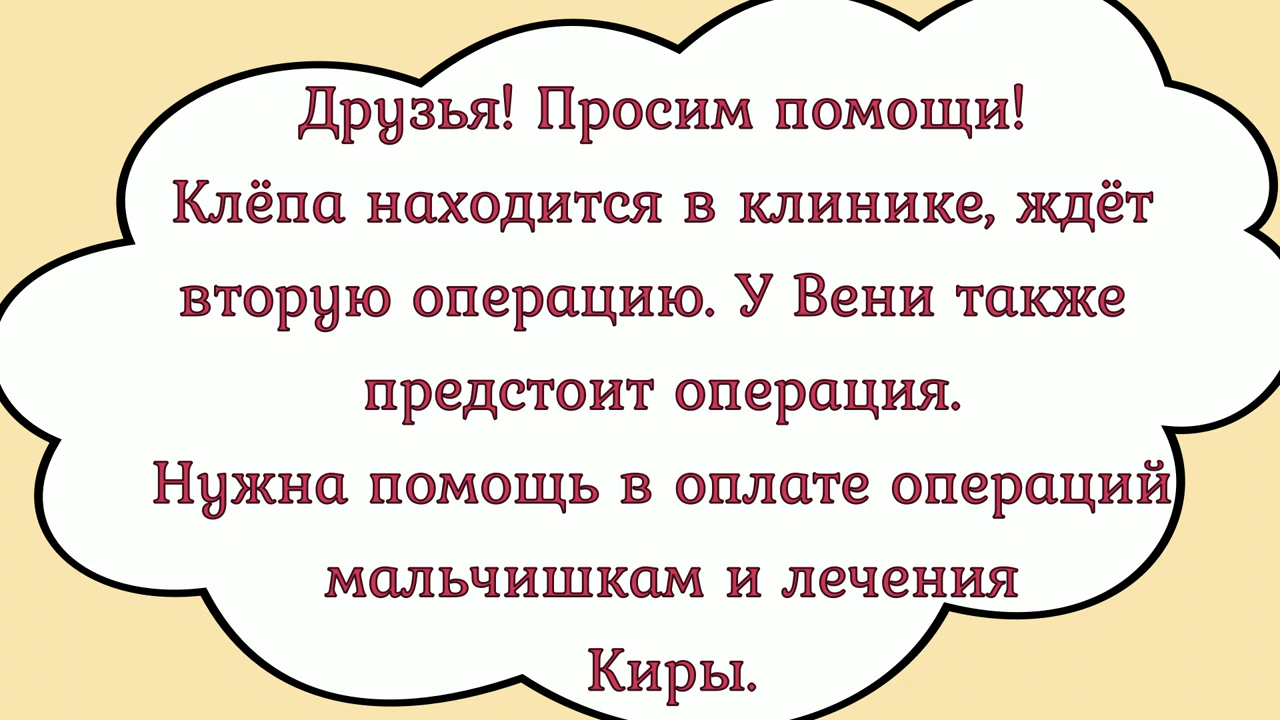 Друзья! Просим помощи!
Клёпа находится в клинике, ждёт
вторую операцию. У Вени также
предстоит операция.
Нужна помощь в оплате операций
мальчишкам и лечения
Киры.